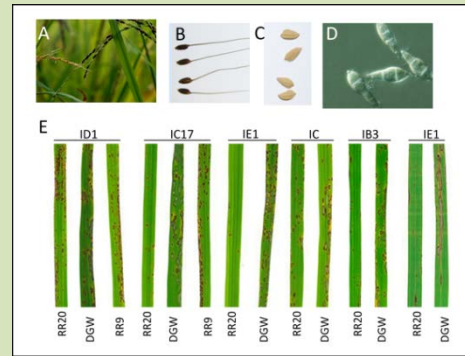 A
B
C
D
E
ID1 IC17 IE1 IC IB3 IE1
RR20 DGW RR9 RR20 DGW RR9 RR20 DGW RR20 DGW RR20 DGW RR20 DGW